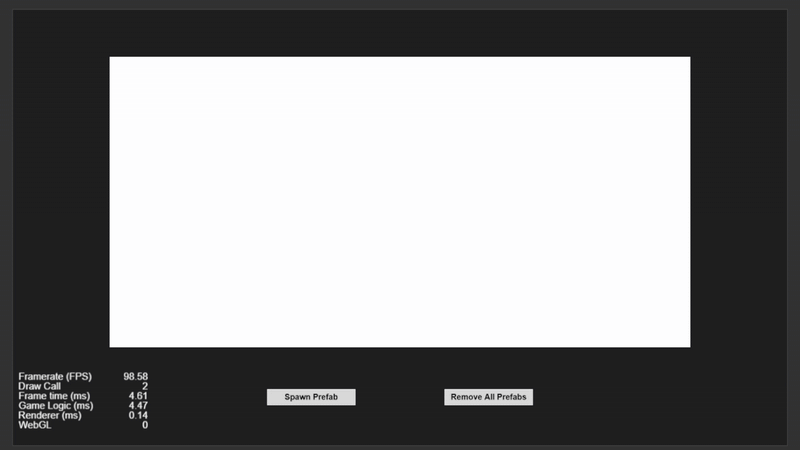 Framerate (FPS) 98.58
Draw Call 2
Frame time (ms) 4.61
Game Logic (ms) 4.47
Renderer (ms) 0.14
WebGL 0
Spawn Prefab
Remove All Prefabs